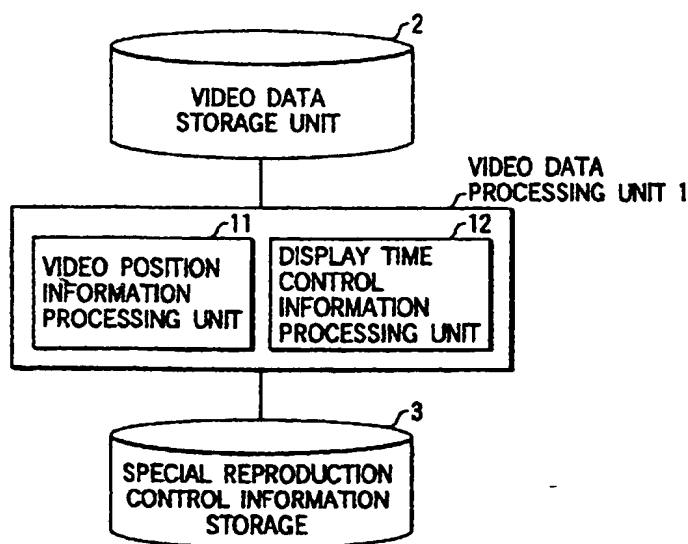 2
VIDEO DATA
STORAGE UNIT
VIDEO DATA
PROCESSING UNIT 1
11
VIDEO POSITION
INFORMATION
PROCESSING UNIT
12
DISPLAY TIME
CONTROL
INFORMATION
PROCESSING UNIT
3
SPECIAL REPRODUCTION
CONTROL INFORMATION
STORAGE